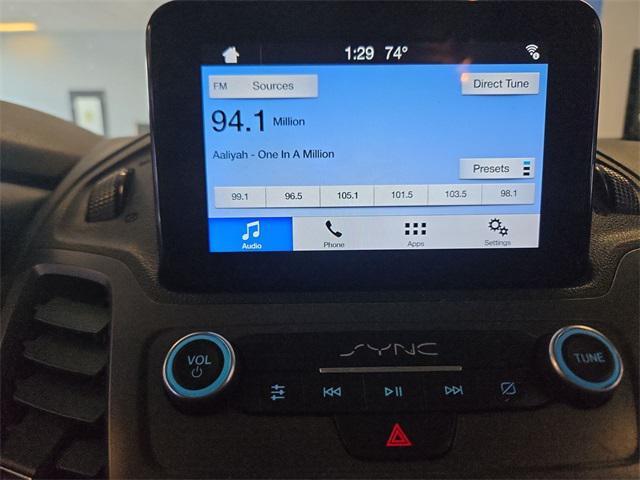 1:29 74°
FM Sources
Direct Tune
94.1 Million
Aaliyah - One In A Million
Presets
99.1 96.5 105.1 101.5 103.5 98.1
Audio Phone Apps Settings
SYNC
VOL
TUNE